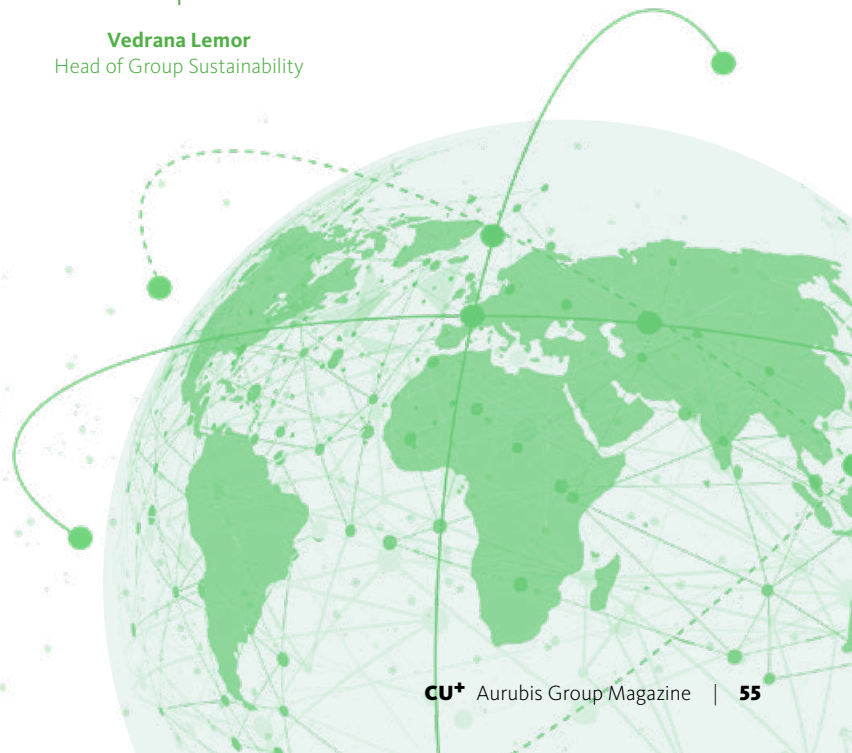 Vedrana Lemor
Head of Group Sustainability
CU+ Aurubis Group Magazine | 55